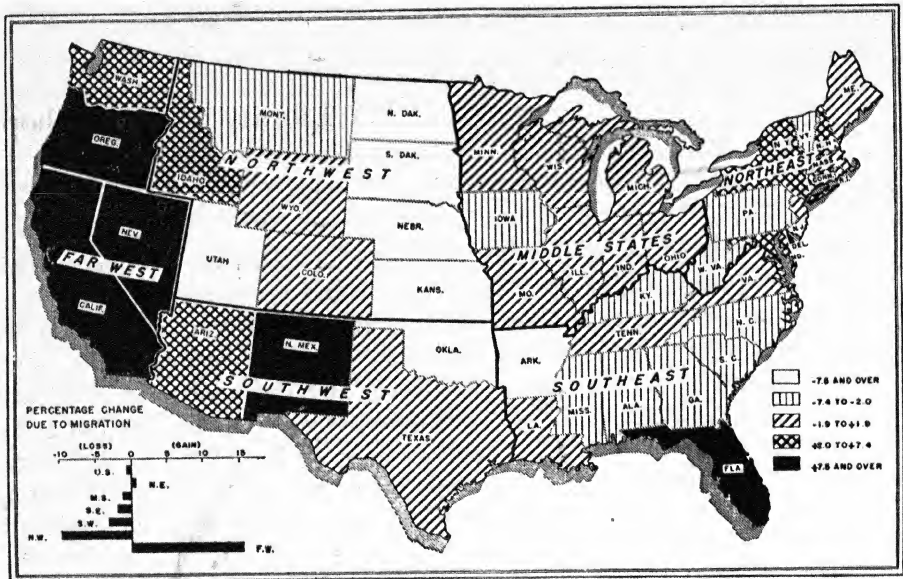 WASH.
OREG.
IDAHO
MONT.
N. DAK.
S. DAK.
NORTHWEST
WYO.
NEBR.
MINN.
WIS.
MICH.
IOWA
MIDDLE STATES
ILL.
IND.
OHIO
MO.
ME.
N.Y.
VT.
N.H.
MASS.
NORTHEAST
CONN.
R.I.
PA.
N.J.
DEL.
MD.
W. VA.
VA.
KY.
NEV.
UTAH
COLO.
KANS.
FAR WEST
CALIF.
ARIZ.
N. MEX.
OKLA.
ARK.
TENN.
N. C.
S. C.
SOUTHWEST
SOUTHEAST
MISS.
ALA.
GA.
TEXAS
LA.
FLA
-7.5 AND OVER
-7.4 TO -2.0
-1.9 TO +1.9
+2.0 TO +7.4
+7.5 AND OVER
PERCENTAGE CHANGE
DUE TO MIGRATION
(LOSS) (GAIN)
-10 -5 0 5 10 15
U.S.
N.E.
M.S.
S.E.
S.W.
N.W.
F.W.